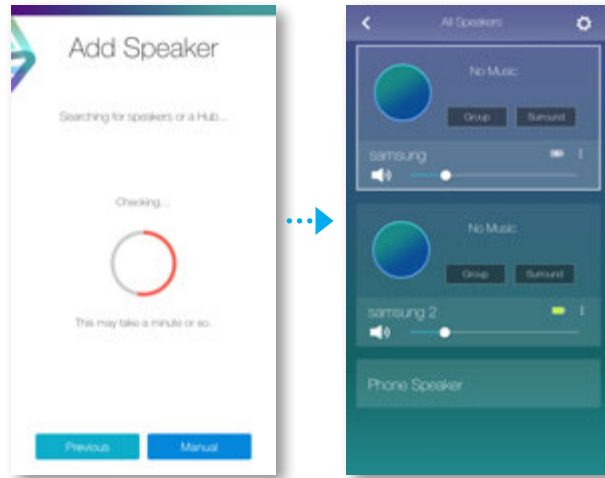 Add Speaker
Searching for speakers or a Hub...
Checking...
This may take a minute or so.
Previous
Manual
All Speakers
No Music
Group
Surround
samsung
No Music
Group
Surround
samsung 2
Phone Speaker